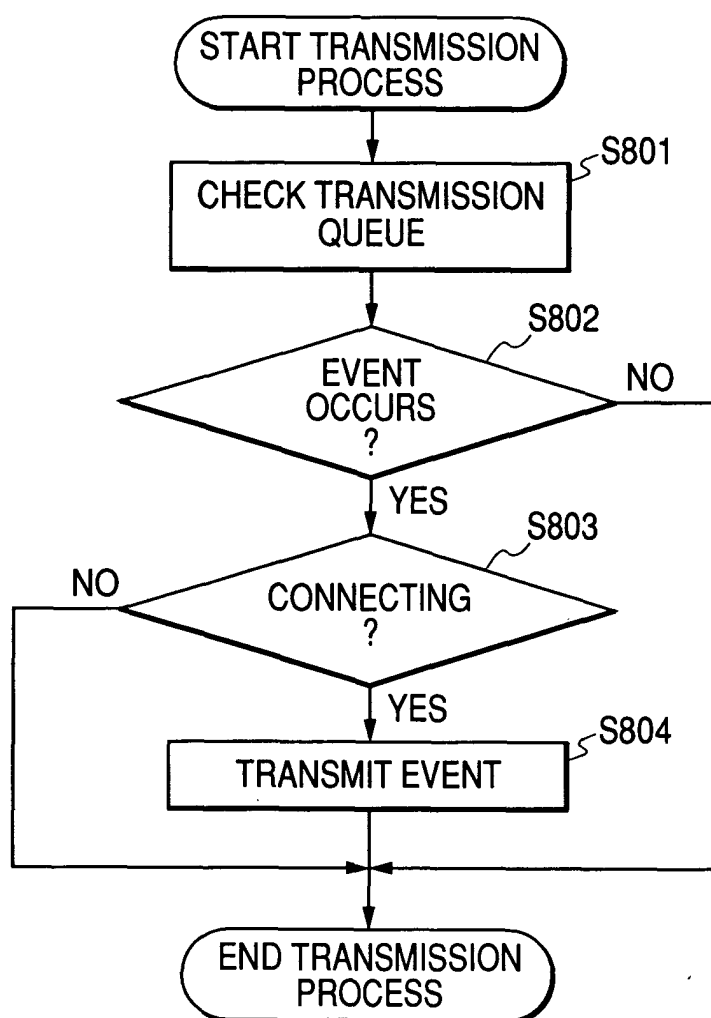 START TRANSMISSION
PROCESS
S801
CHECK TRANSMISSION
QUEUE
S802
EVENT
OCCURS
?
NO
YES
S803
NO
CONNECTING
?
YES
S804
TRANSMIT EVENT
END TRANSMISSION
PROCESS